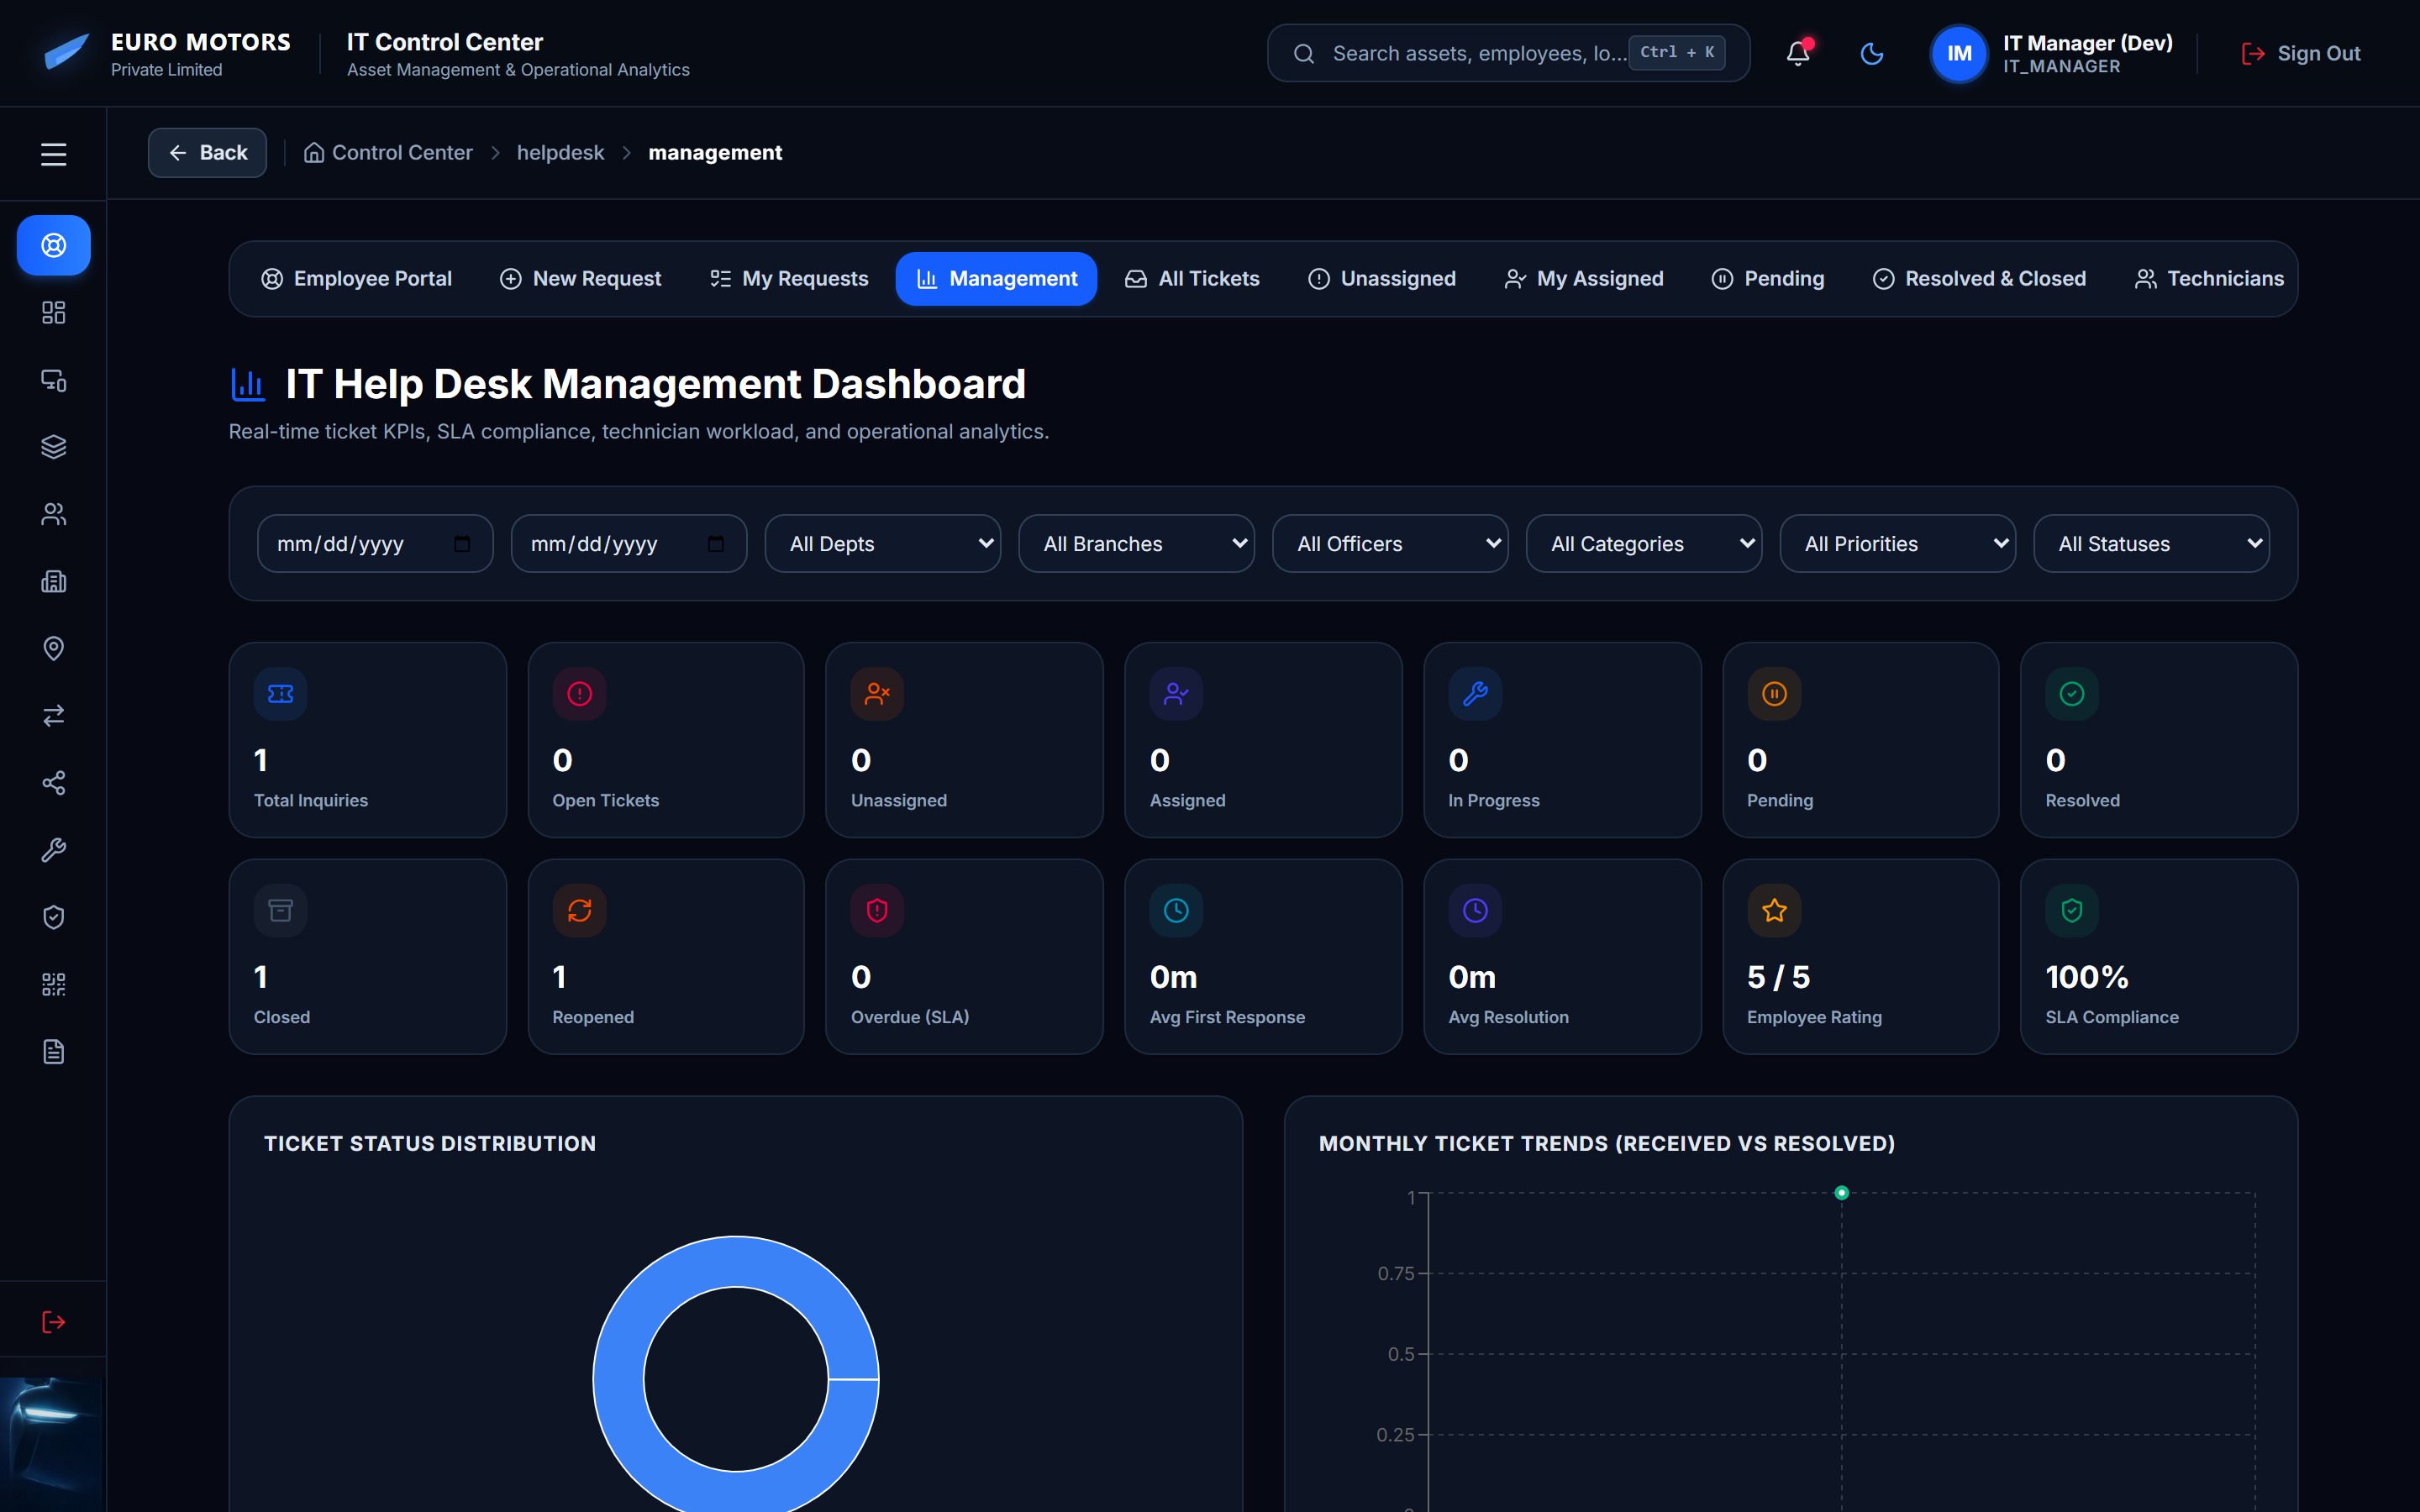 EURO MOTORS
Private Limited
IT Control Center
Asset Management & Operational Analytics
Search assets, employees, lo... Ctrl + K
IM
IT Manager (Dev)
IT_MANAGER
Sign Out
Back
Control Center > helpdesk > management
Employee Portal
New Request
My Requests
Management
All Tickets
Unassigned
My Assigned
Pending
Resolved & Closed
Technicians
IT Help Desk Management Dashboard
Real-time ticket KPIs, SLA compliance, technician workload, and operational analytics.
mm/dd/yyyy
mm/dd/yyyy
All Depts
All Branches
All Officers
All Categories
All Priorities
All Statuses
1
Total Inquiries
0
Open Tickets
0
Unassigned
0
Assigned
0
In Progress
0
Pending
0
Resolved
1
Closed
1
Reopened
0
Overdue (SLA)
0m
Avg First Response
0m
Avg Resolution
5 / 5
Employee Rating
100%
SLA Compliance
TICKET STATUS DISTRIBUTION
MONTHLY TICKET TRENDS (RECEIVED VS RESOLVED)
1
0.75
0.5
0.25